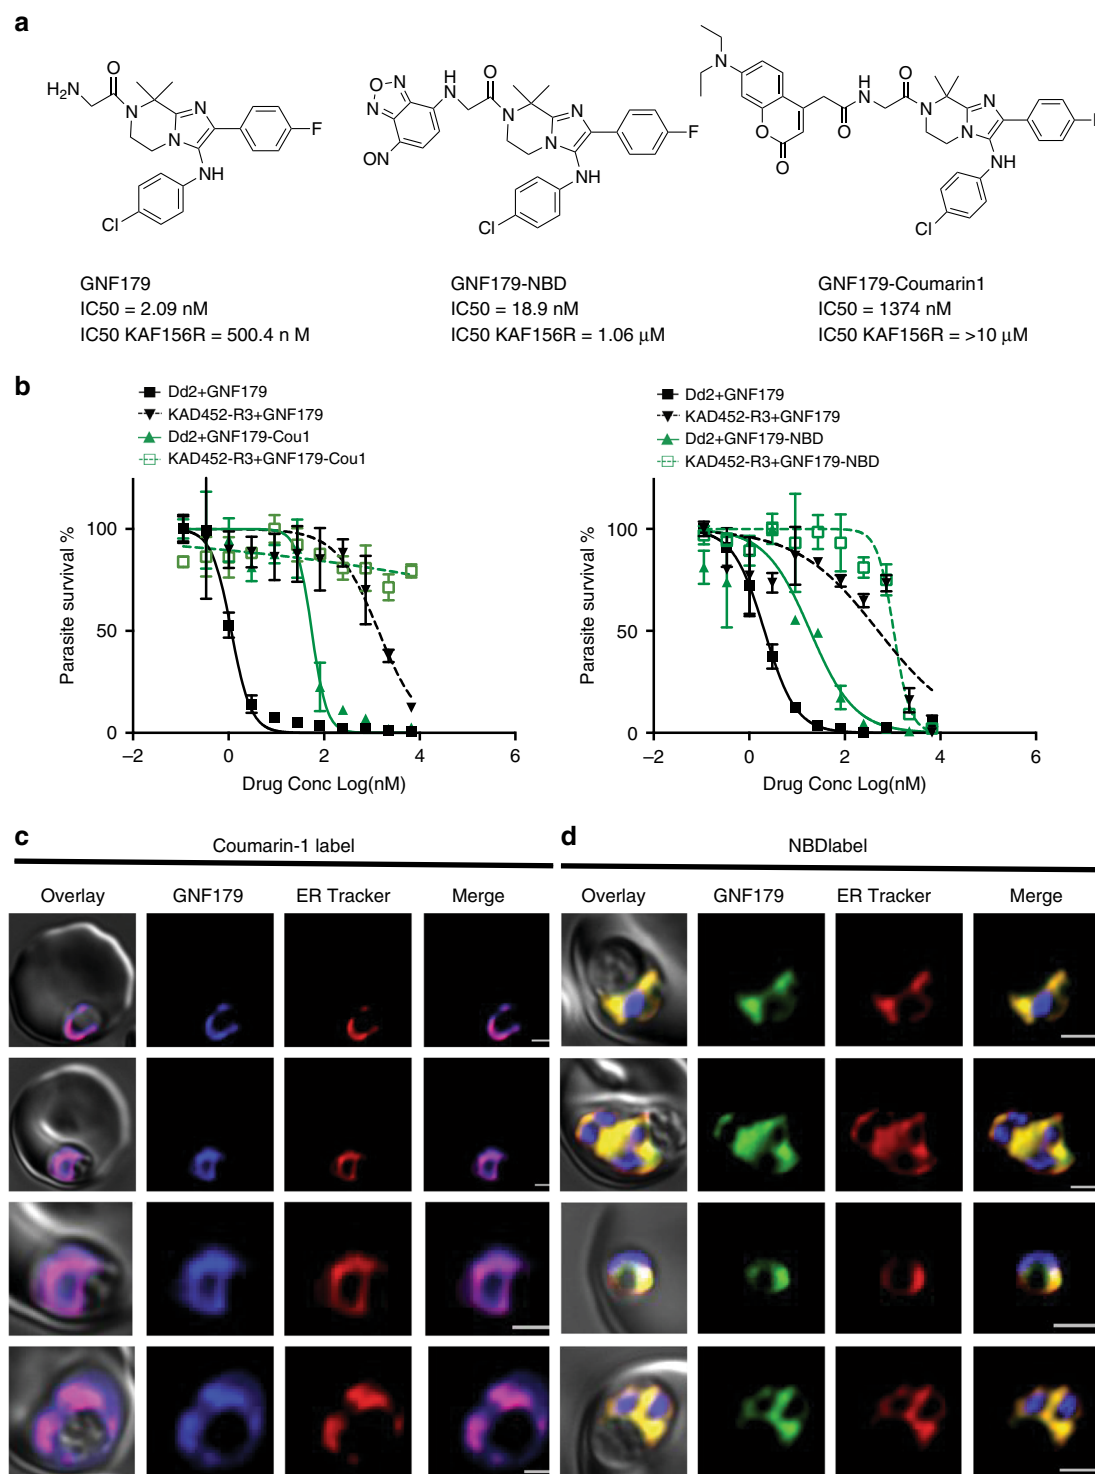 a
H2N
O
N
N
N
F
NH
Cl
O
N
N
ON
H
N
O
N
N
N
F
NH
Cl
N
O
O
HN
O
O
N
N
N
F
NH
Cl
GNF179
IC50 = 2.09 nM
IC50 KAF156R = 500.4 n M
GNF179-NBD
IC50 = 18.9 nM
IC50 KAF156R = 1.06 μM
GNF179-Coumarin1
IC50 = 1374 nM
IC50 KAF156R = >10 μM
b
Dd2+GNF179
KAD452-R3+GNF179
Dd2+GNF179-Cou1
KAD452-R3+GNF179-Cou1
Parasite survival %
100
50
0
−2
0
2
4
6
Drug Conc Log(nM)
Dd2+GNF179
KAD452-R3+GNF179
Dd2+GNF179-NBD
KAD452-R3+GNF179-NBD
Parasite survival %
100
50
0
−2
0
2
4
6
Drug Conc Log(nM)
c
Coumarin-1 label
Overlay
GNF179
ER Tracker
Merge
d
NBDlabel
Overlay
GNF179
ER Tracker
Merge